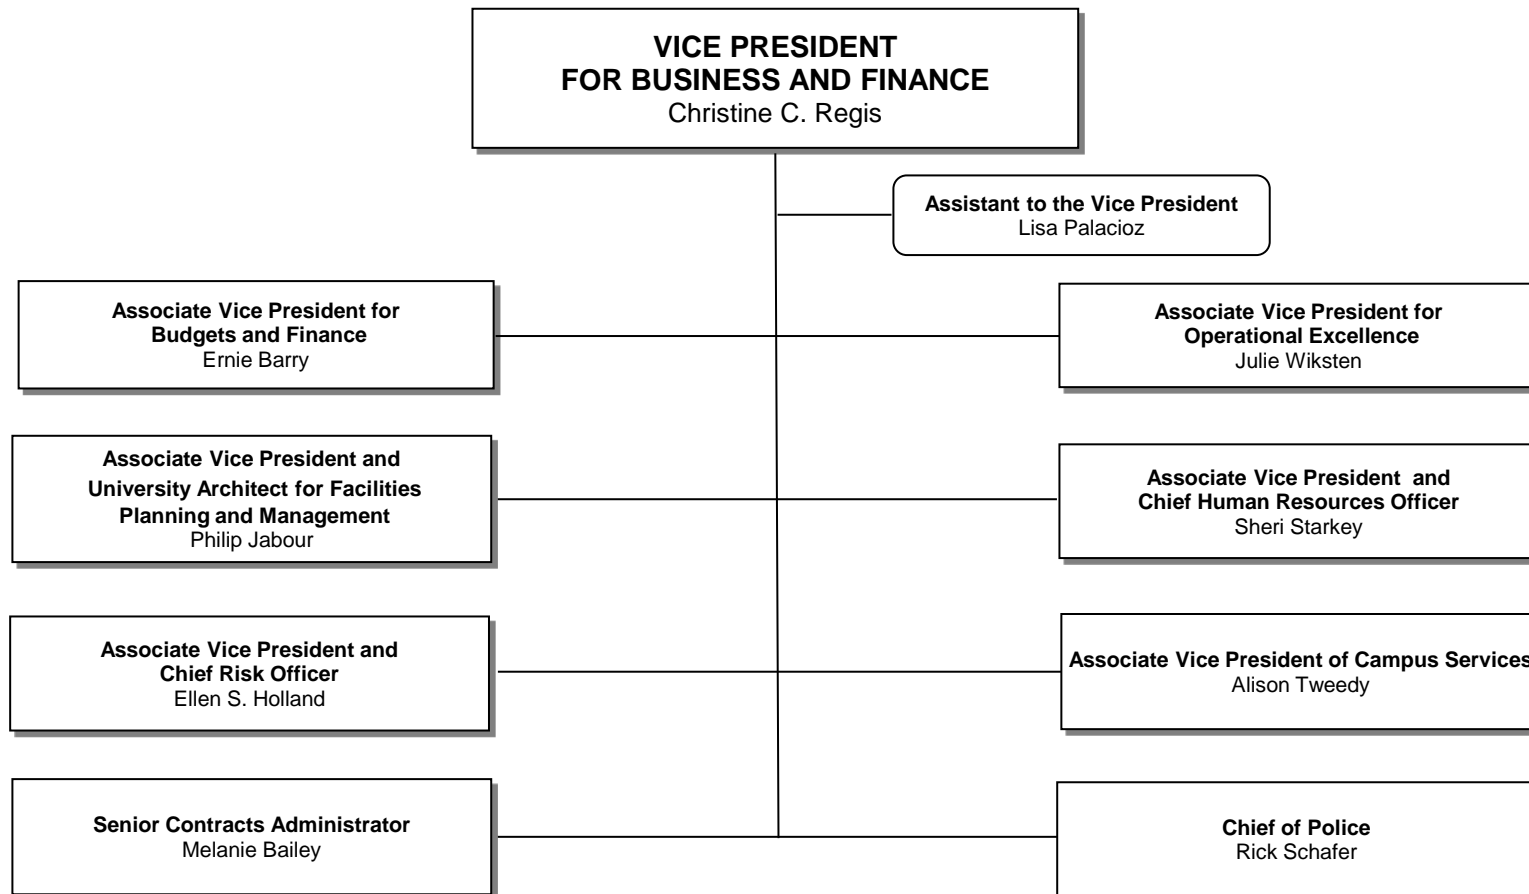 VICE PRESIDENT
FOR BUSINESS AND FINANCE
Christine C. Regis
Assistant to the Vice President
Lisa Palacioz
Associate Vice President for
Budgets and Finance
Ernie Barry
Associate Vice President for
Operational Excellence
Julie Wiksten
Associate Vice President and
University Architect for Facilities
Planning and Management
Philip Jabour
Associate Vice President and
Chief Human Resources Officer
Sheri Starkey
Associate Vice President and
Chief Risk Officer
Ellen S. Holland
Associate Vice President of Campus Services
Alison Tweedy
Senior Contracts Administrator
Melanie Bailey
Chief of Police
Rick Schafer